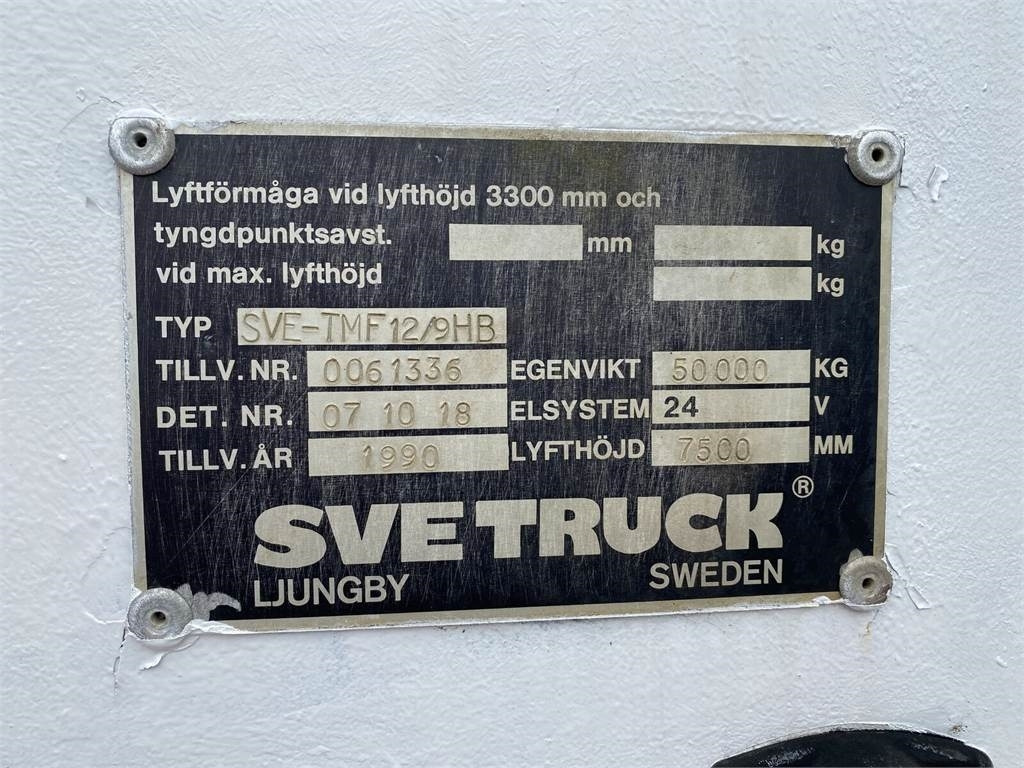 Lyftförmåga vid lyfthöjd 3300 mm och
tyngdpunktsavst. mm kg
vid max. lyfthöjd kg
TYP SVE-TMF12/9HB
TILLV. NR. 0061336 EGENVIKT 50000 KG
DET. NR. 07 10 18 ELSYSTEM 24 V
TILLV. ÅR 1990 LYFTHÖJD 7500 MM
SVETRUCK®
LJUNGBY SWEDEN